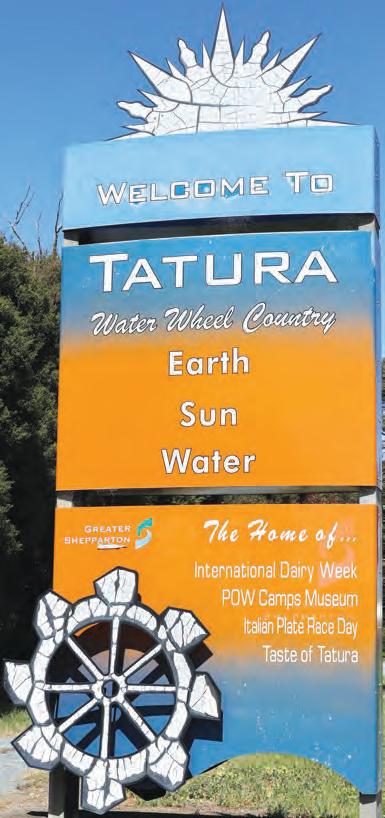 WELCOME TO
TATURA
Water Wheel Country
Earth
Sun
Water
GREATER
SHEPPARTON
The Home of...
International Dairy Week
POW Camps Museum
Italian Plate Race Day
Taste of Tatura